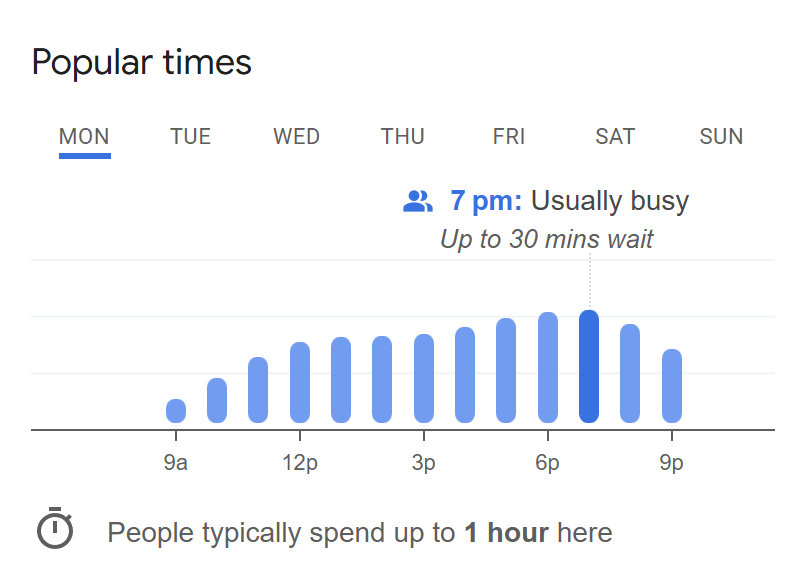 Popular times
MON TUE WED THU FRI SAT SUN
7 pm: Usually busy
Up to 30 mins wait
9a 12p 3p 6p 9p
People typically spend up to 1 hour here